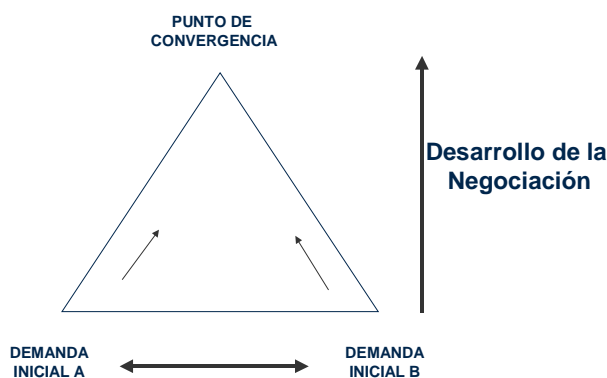 PUNTO DE
CONVERGENCIA
Desarrollo de la
Negociación
DEMANDA
INICIAL A
DEMANDA
INICIAL B